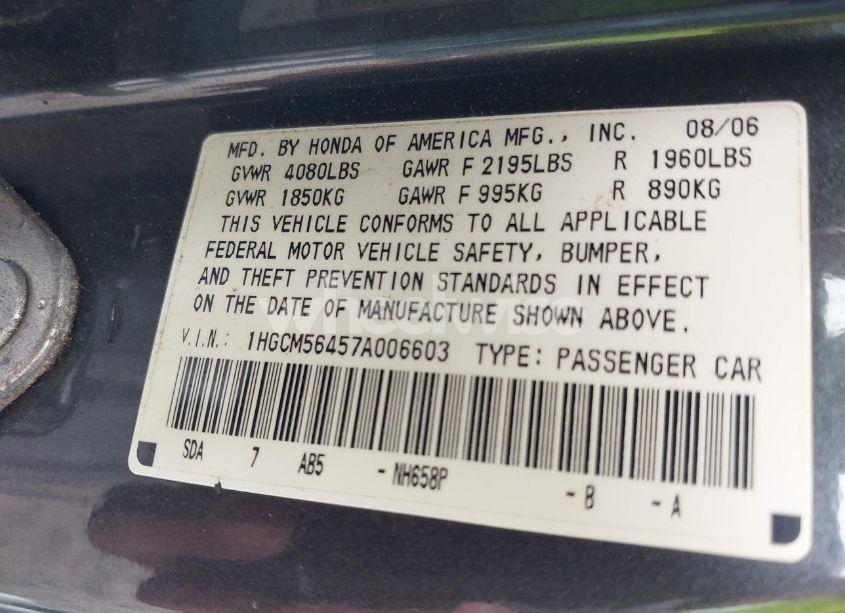 MFD. BY HONDA OF AMERICA MFG., INC. 08/06
GVWR 4080LBS GAWR F 2195LBS R 1960LBS
GVWR 1850KG GAWR F 995KG R 890KG
THIS VEHICLE CONFORMS TO ALL APPLICABLE
FEDERAL MOTOR VEHICLE SAFETY, BUMPER,
AND THEFT PREVENTION STANDARDS IN EFFECT
ON THE DATE OF MANUFACTURE SHOWN ABOVE.
V.I.N.: 1HGCM56457A006603 TYPE: PASSENGER CAR
SDA 7 AB5 -NH658P -B -A